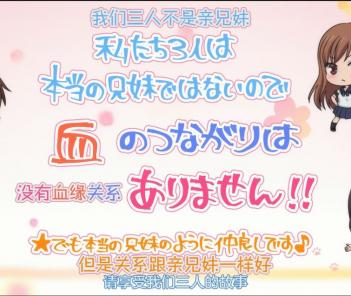 我们三人不是亲兄妹
私たち3人は
本当の兄妹ではないので
血のつながりは
没有血缘关系
ありません!!
★でも本当の兄妹のように仲良しです♪
但是关系跟亲兄妹一样好
请享受我们三人的故事